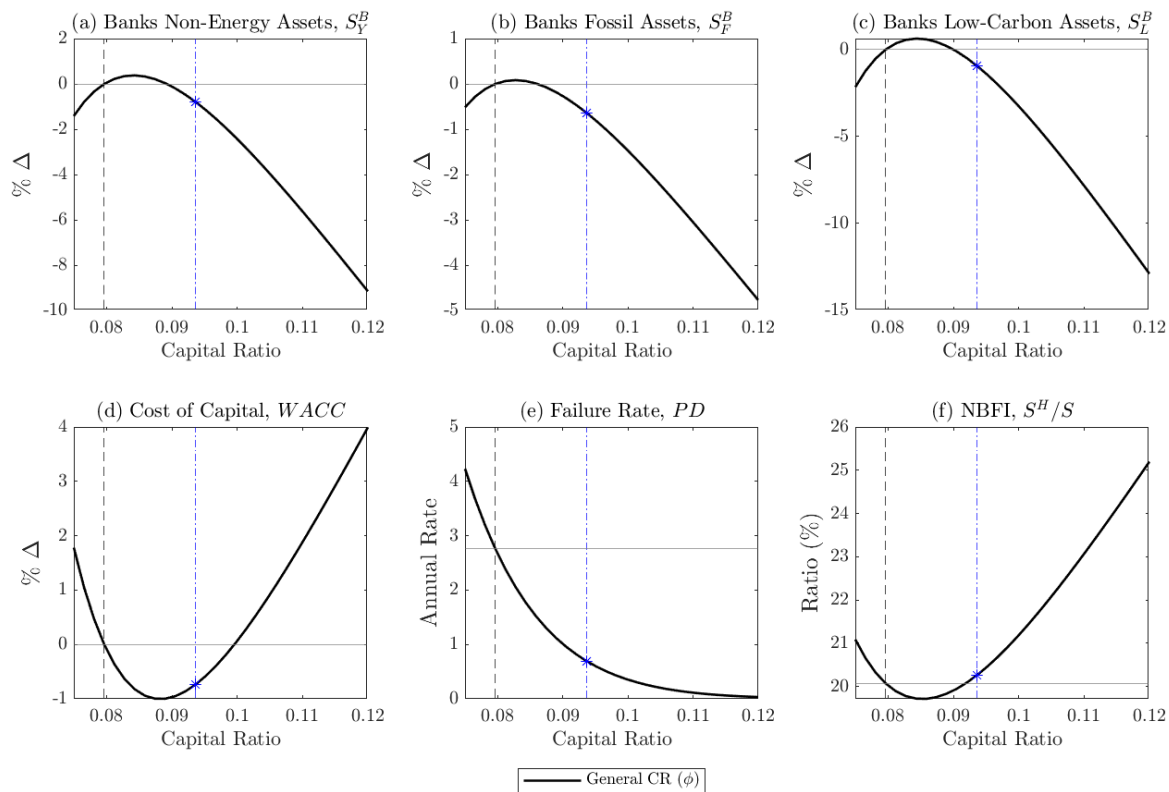 (a) Banks Non-Energy Assets, S_Y^B
2
0
-2
-4
-6
-8
-10
% Δ
0.08 0.09 0.1 0.11 0.12
Capital Ratio
(b) Banks Fossil Assets, S_F^B
1
0
-1
-2
-3
-4
-5
% Δ
0.08 0.09 0.1 0.11 0.12
Capital Ratio
(c) Banks Low-Carbon Assets, S_L^B
0
-5
-10
-15
% Δ
0.08 0.09 0.1 0.11 0.12
Capital Ratio
(d) Cost of Capital, WACC
4
3
2
1
0
-1
% Δ
0.08 0.09 0.1 0.11 0.12
Capital Ratio
(e) Failure Rate, PD
5
4
3
2
1
0
Annual Rate
0.08 0.09 0.1 0.11 0.12
Capital Ratio
(f) NBFI, S^H/S
26
25
24
23
22
21
20
Ratio (%)
0.08 0.09 0.1 0.11 0.12
Capital Ratio
General CR (ϕ)